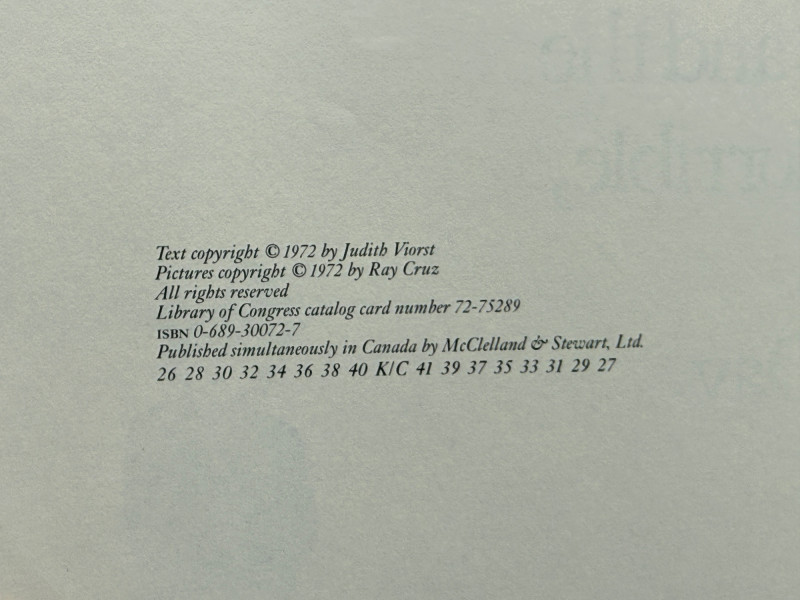 Text copyright © 1972 by Judith Viorst
Pictures copyright © 1972 by Ray Cruz
All rights reserved
Library of Congress catalog card number 72-75289
ISBN 0-689-30072-7
Published simultaneously in Canada by McClelland & Stewart, Ltd.
26 28 30 32 34 36 38 40 K/C 41 39 37 35 33 31 29 27